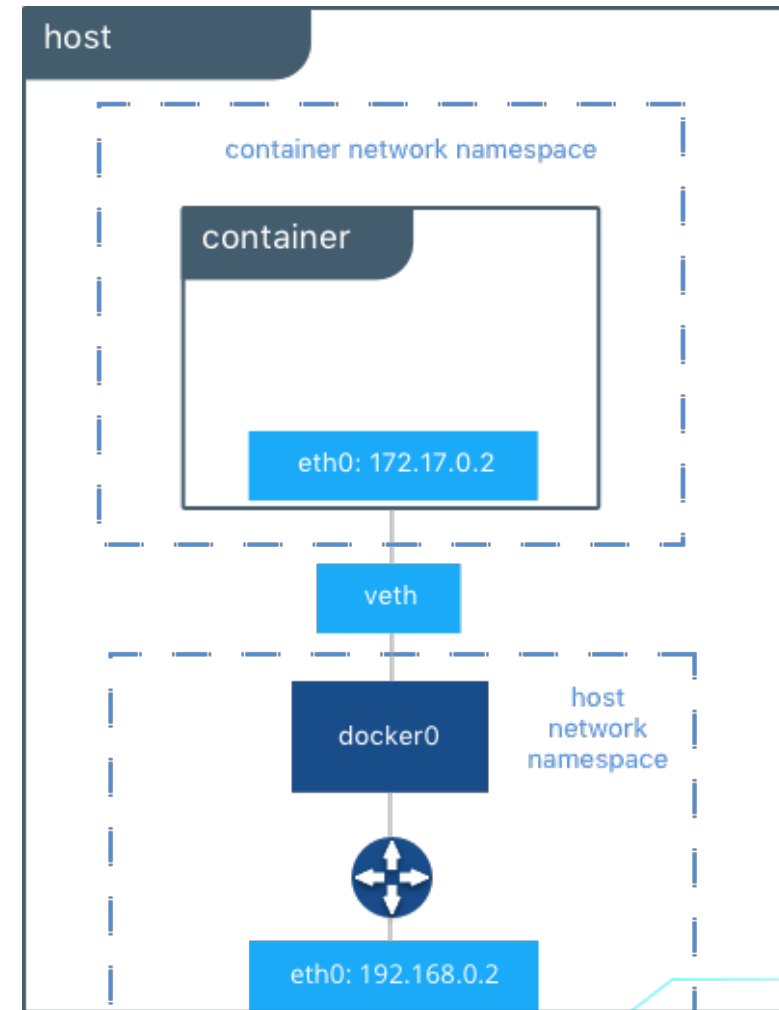 host
container network namespace
container
eth0: 172.17.0.2
veth
docker0
host
network
namespace
eth0: 192.168.0.2